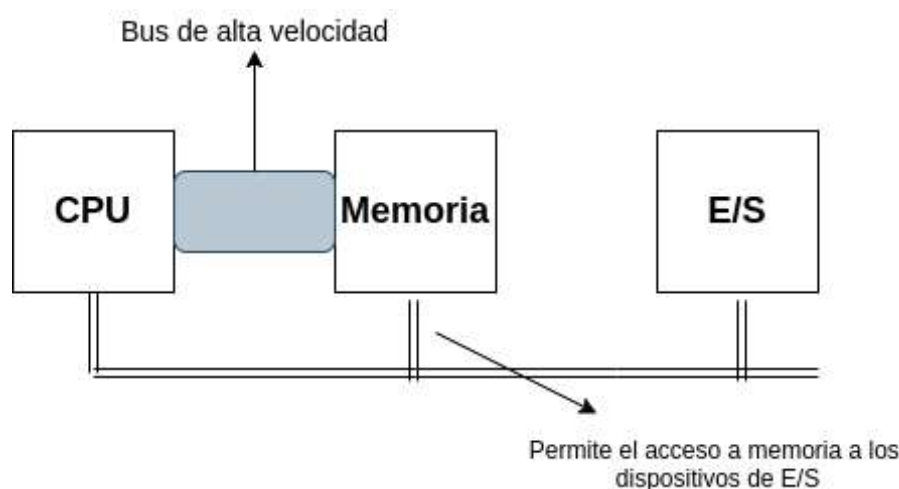 Bus de alta velocidad
CPU
Memoria
E/S
Permite el acceso a memoria a los
dispositivos de E/S